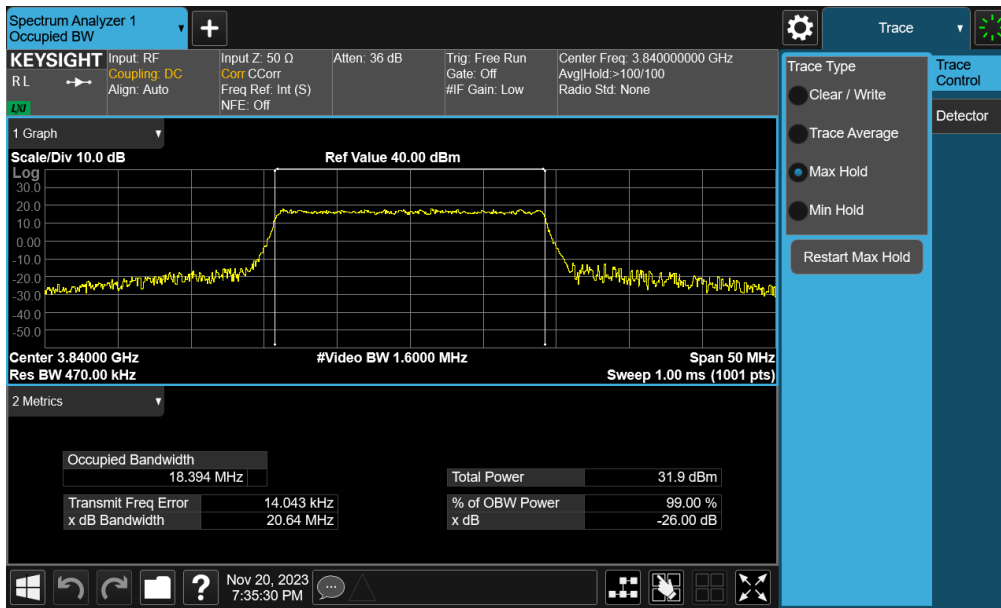 Spectrum Analyzer 1
Occupied BW
+
Trace
KEYSIGHT
R L
LXI
Input: RF
Coupling: DC
Align: Auto
Input Z: 50 Ω
Corr CCorr
Freq Ref: Int (S)
NFE: Off
Atten: 36 dB
Trig: Free Run
Gate: Off
#IF Gain: Low
Center Freq: 3.840000000 GHz
Avg|Hold:>100/100
Radio Std: None
Trace Type
Clear / Write
Trace Average
Max Hold
Min Hold
Restart Max Hold
Trace
Control
Detector
1 Graph
Scale/Div 10.0 dB
Ref Value 40.00 dBm
Log
30.0
20.0
10.0
0.00
-10.0
-20.0
-30.0
-40.0
-50.0
Center 3.84000 GHz
#Video BW 1.6000 MHz
Span 50 MHz
Res BW 470.00 kHz
Sweep 1.00 ms (1001 pts)
2 Metrics
Occupied Bandwidth
18.394 MHz
Total Power 31.9 dBm
Transmit Freq Error 14.043 kHz
% of OBW Power 99.00 %
x dB Bandwidth 20.64 MHz
x dB -26.00 dB
?
Nov 20, 2023
7:35:30 PM